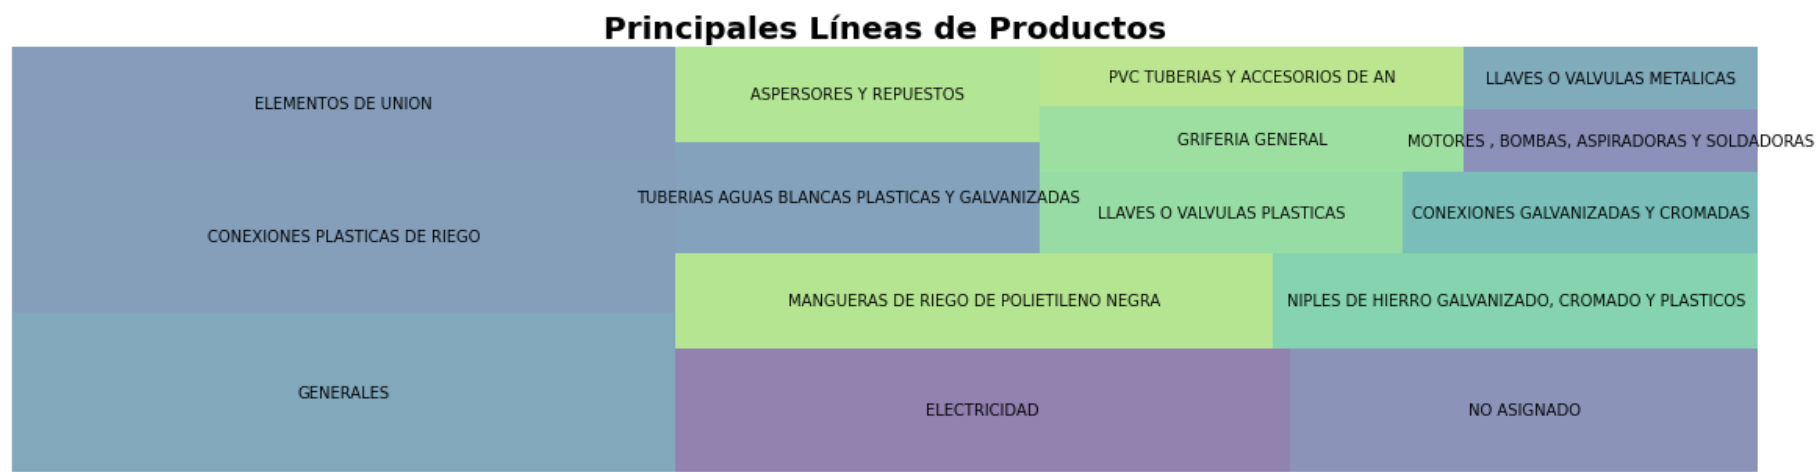 Principales Líneas de Productos
ELEMENTOS DE UNION
CONEXIONES PLASTICAS DE RIEGO
GENERALES
ASPERSORES Y REPUESTOS
TUBERIAS AGUAS BLANCAS PLASTICAS Y GALVANIZADAS
PVC TUBERIAS Y ACCESORIOS DE AN
GRIFERIA GENERAL
LLAVES O VALVULAS METALICAS
MOTORES , BOMBAS, ASPIRADORAS Y SOLDADORAS
LLAVES O VALVULAS PLASTICAS
CONEXIONES GALVANIZADAS Y CROMADAS
MANGUERAS DE RIEGO DE POLIETILENO NEGRA
NIPLES DE HIERRO GALVANIZADO, CROMADO Y PLASTICOS
ELECTRICIDAD
NO ASIGNADO